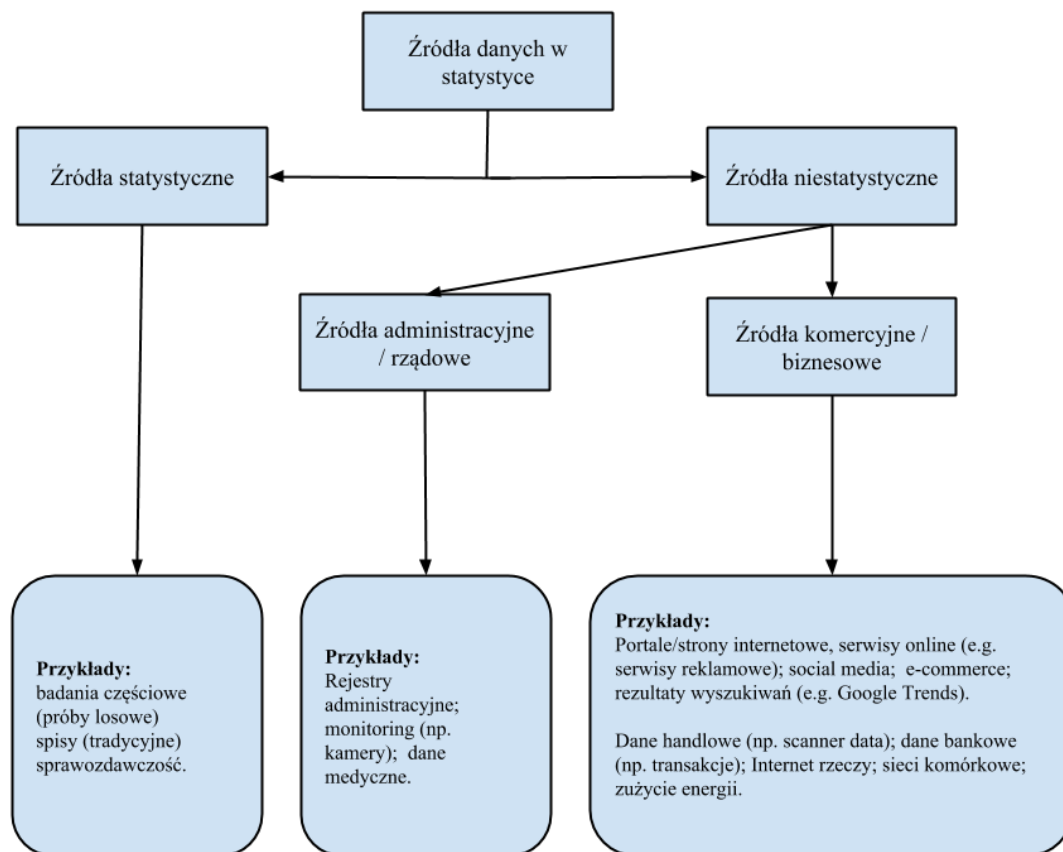 Źródła danych w
statystyce
Źródła statystyczne
Źródła niestatystyczne
Źródła administracyjne
/ rządowe
Źródła komercyjne /
biznesowe
Przykłady:
badania częściowe
(próby losowe)
spisy (tradycyjne)
sprawozdawczość.
Przykłady:
Rejestry
administracyjne;
monitoring (np.
kamery); dane
medyczne.
Przykłady:
Portale/strony internetowe, serwisy online (e.g.
serwisy reklamowe); social media; e-commerce;
rezultaty wyszukiwań (e.g. Google Trends).
Dane handlowe (np. scanner data); dane bankowe
(np. transakcje); Internet rzeczy; sieci komórkowe;
zużycie energii.